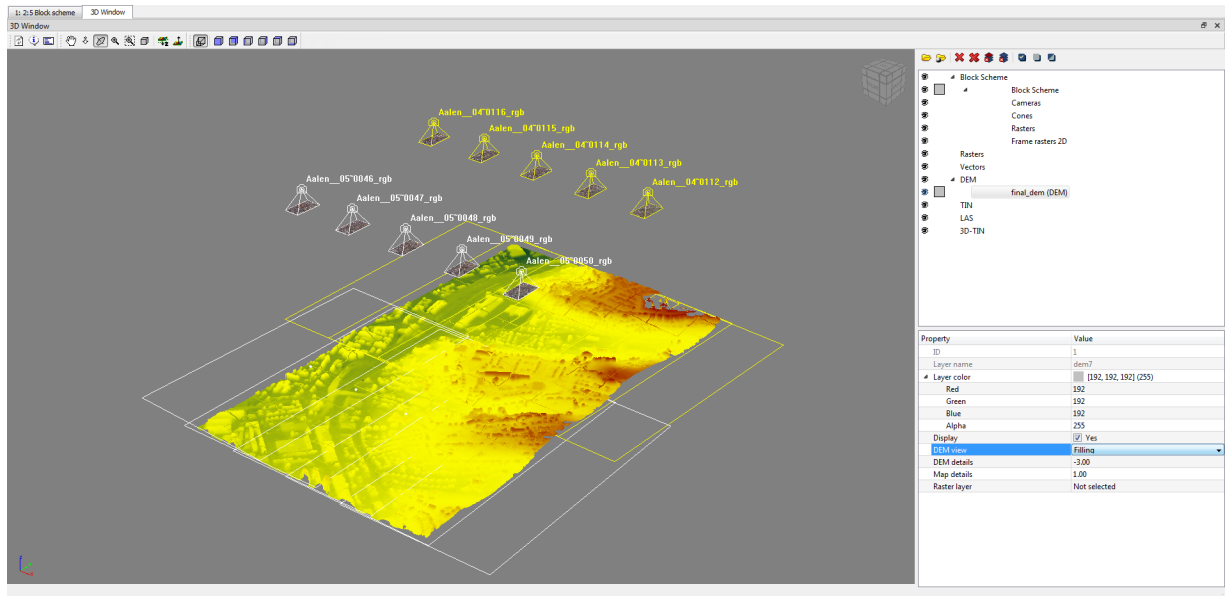 1: 2:5 Block scheme 3D Window
3D Window
Block Scheme
Block Scheme
Cameras
Cones
Rasters
Frame rasters 2D
Rasters
Vectors
DEM
final_dem (DEM)
TIN
LAS
3D-TIN
Aalen__04~0116_rgb
Aalen__04~0115_rgb
Aalen__04~0114_rgb
Aalen__04~0113_rgb
Aalen__04~0112_rgb
Aalen__05~0046_rgb
Aalen__05~0047_rgb
Aalen__05~0048_rgb
Aalen__05~0049_rgb
Aalen__05~0050_rgb
Property Value
ID 1
Layer name dem7
Layer color [192, 192, 192] (255)
Red 192
Green 192
Blue 192
Alpha 255
Display Yes
DEM view Filling
DEM details -3.00
Map details 1.00
Raster layer Not selected